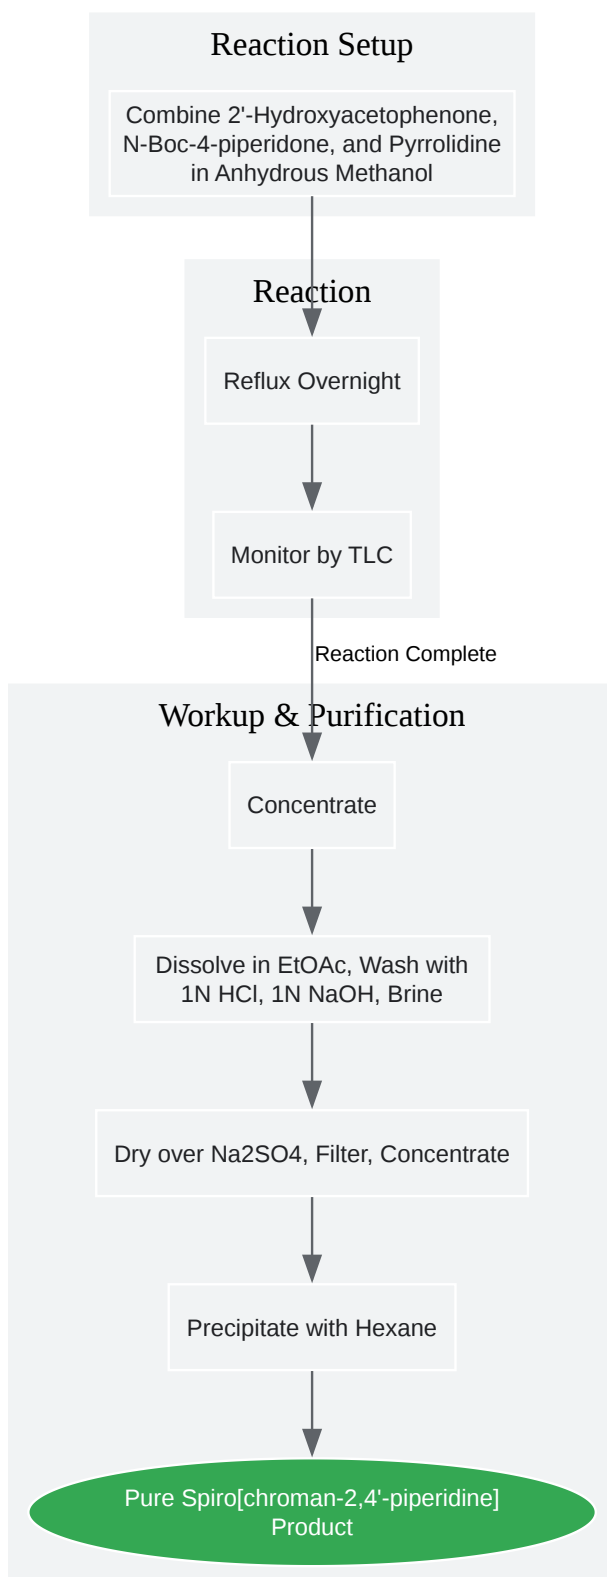 Reaction Setup
Combine 2'-Hydroxyacetophenone,
N-Boc-4-piperidone, and Pyrrolidine
in Anhydrous Methanol
Reaction
Reflux Overnight
Monitor by TLC
Reaction Complete
Workup & Purification
Concentrate
Dissolve in EtOAc, Wash with
1N HCl, 1N NaOH, Brine
Dry over Na2SO4, Filter, Concentrate
Precipitate with Hexane
Pure Spiro[chroman-2,4'-piperidine]
Product